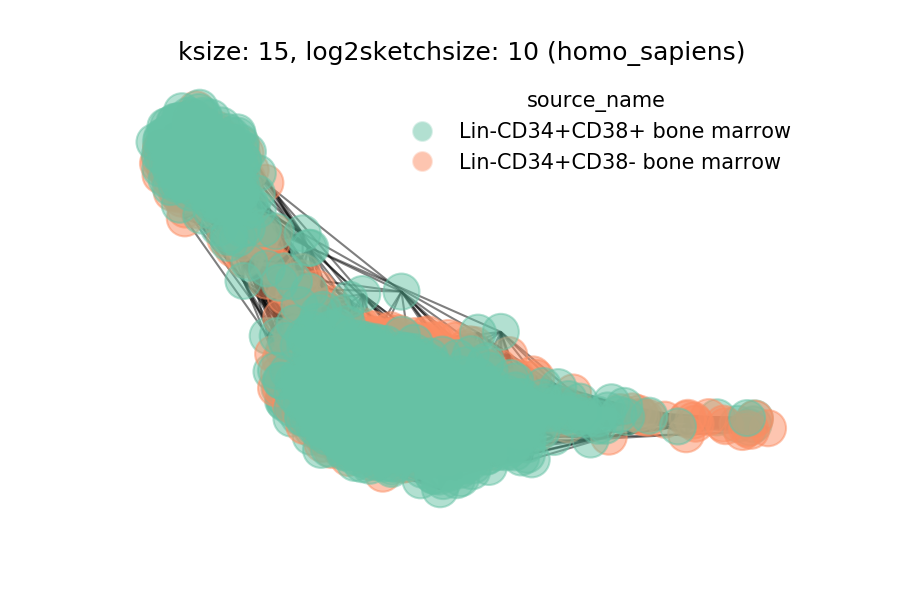 ksize: 15, log2sketchsize: 10 (homo_sapiens)
source_name
Lin-CD34+CD38+ bone marrow
Lin-CD34+CD38- bone marrow